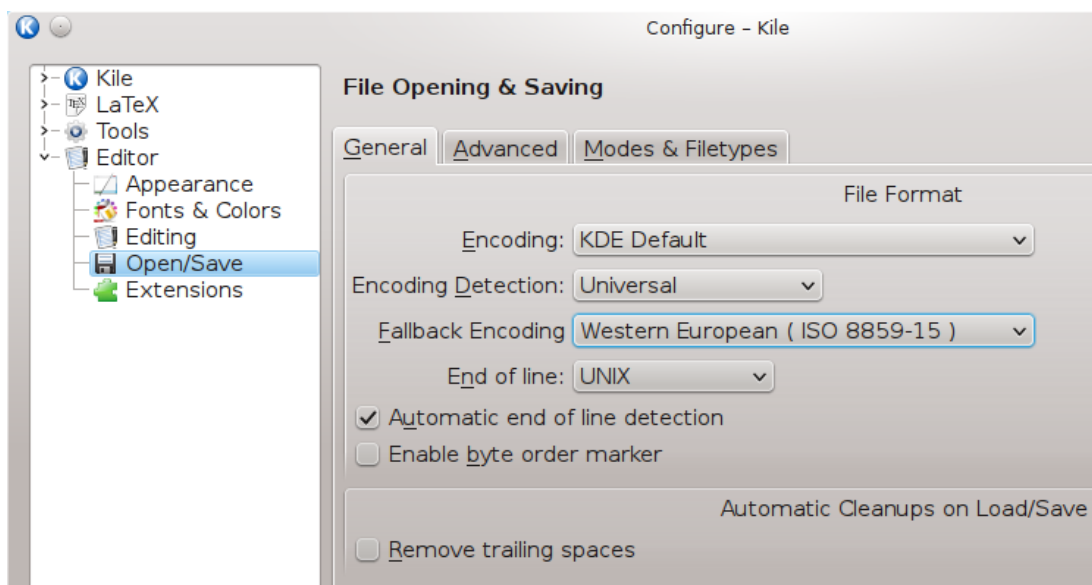 Configure – Kile
Kile
LaTeX
Tools
Editor
Appearance
Fonts & Colors
Editing
Open/Save
Extensions
File Opening & Saving
General Advanced Modes & Filetypes
File Format
Encoding: KDE Default
Encoding Detection: Universal
Fallback Encoding Western European ( ISO 8859-15 )
End of line: UNIX
Automatic end of line detection
Enable byte order marker
Automatic Cleanups on Load/Save
Remove trailing spaces